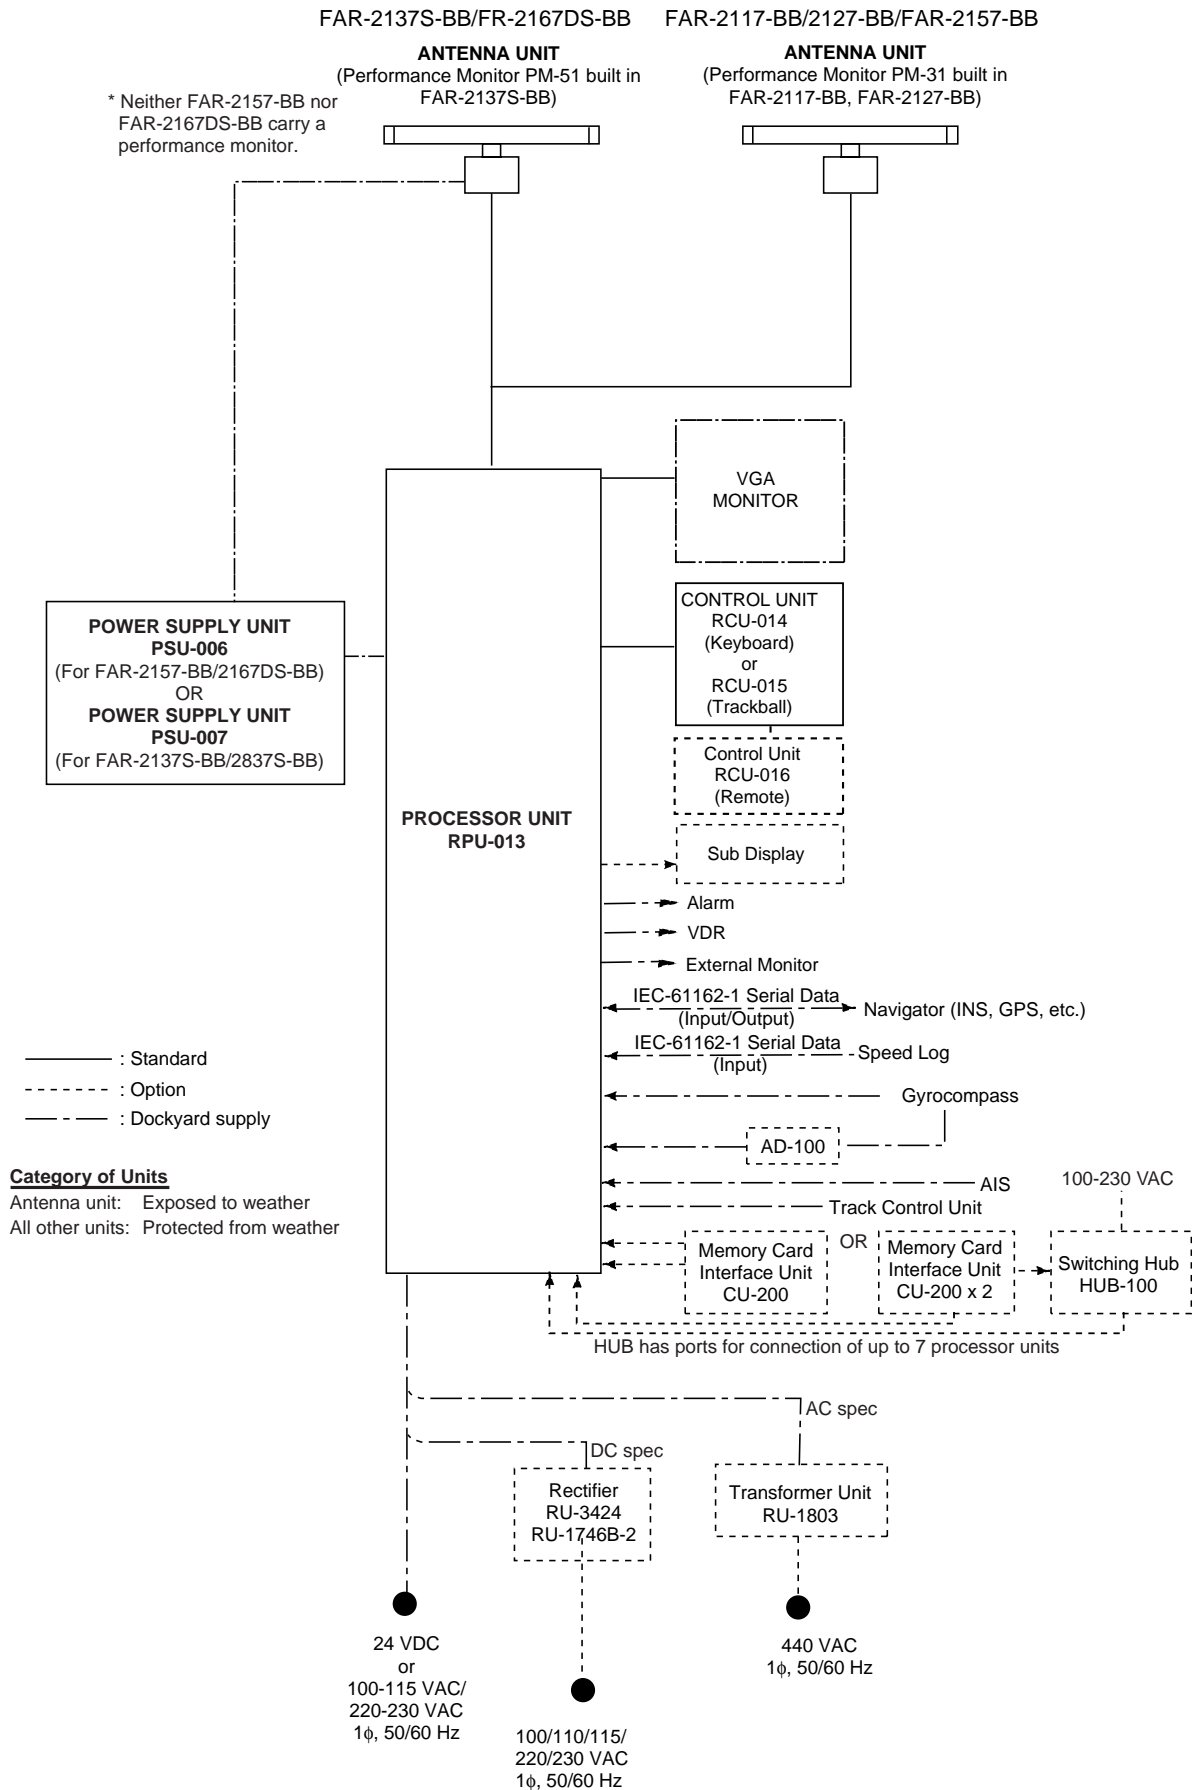 FAR-2137S-BB/FR-2167DS-BB
FAR-2117-BB/2127-BB/FAR-2157-BB
ANTENNA UNIT
(Performance Monitor PM-51 built in
FAR-2137S-BB)
ANTENNA UNIT
(Performance Monitor PM-31 built in
FAR-2117-BB, FAR-2127-BB)
* Neither FAR-2157-BB nor
FAR-2167DS-BB carry a
performance monitor.
VGA
MONITOR
CONTROL UNIT
RCU-014
(Keyboard)
or
RCU-015
(Trackball)
POWER SUPPLY UNIT
PSU-006
(For FAR-2157-BB/2167DS-BB)
OR
POWER SUPPLY UNIT
PSU-007
(For FAR-2137S-BB/2837S-BB)
Control Unit
RCU-016
(Remote)
PROCESSOR UNIT
RPU-013
Sub Display
Alarm
VDR
External Monitor
IEC-61162-1 Serial Data
(Input/Output)
Navigator (INS, GPS, etc.)
IEC-61162-1 Serial Data
(Input)
Speed Log
Gyrocompass
AD-100
AIS
Track Control Unit
100-230 VAC
: Standard
: Option
: Dockyard supply
Category of Units
Antenna unit: Exposed to weather
All other units: Protected from weather
Memory Card
Interface Unit
CU-200
OR
Memory Card
Interface Unit
CU-200 x 2
Switching Hub
HUB-100
HUB has ports for connection of up to 7 processor units
AC spec
DC spec
Rectifier
RU-3424
RU-1746B-2
Transformer Unit
RU-1803
24 VDC
or
100-115 VAC/
220-230 VAC
1ϕ, 50/60 Hz
100/110/115/
220/230 VAC
1ϕ, 50/60 Hz
440 VAC
1ϕ, 50/60 Hz